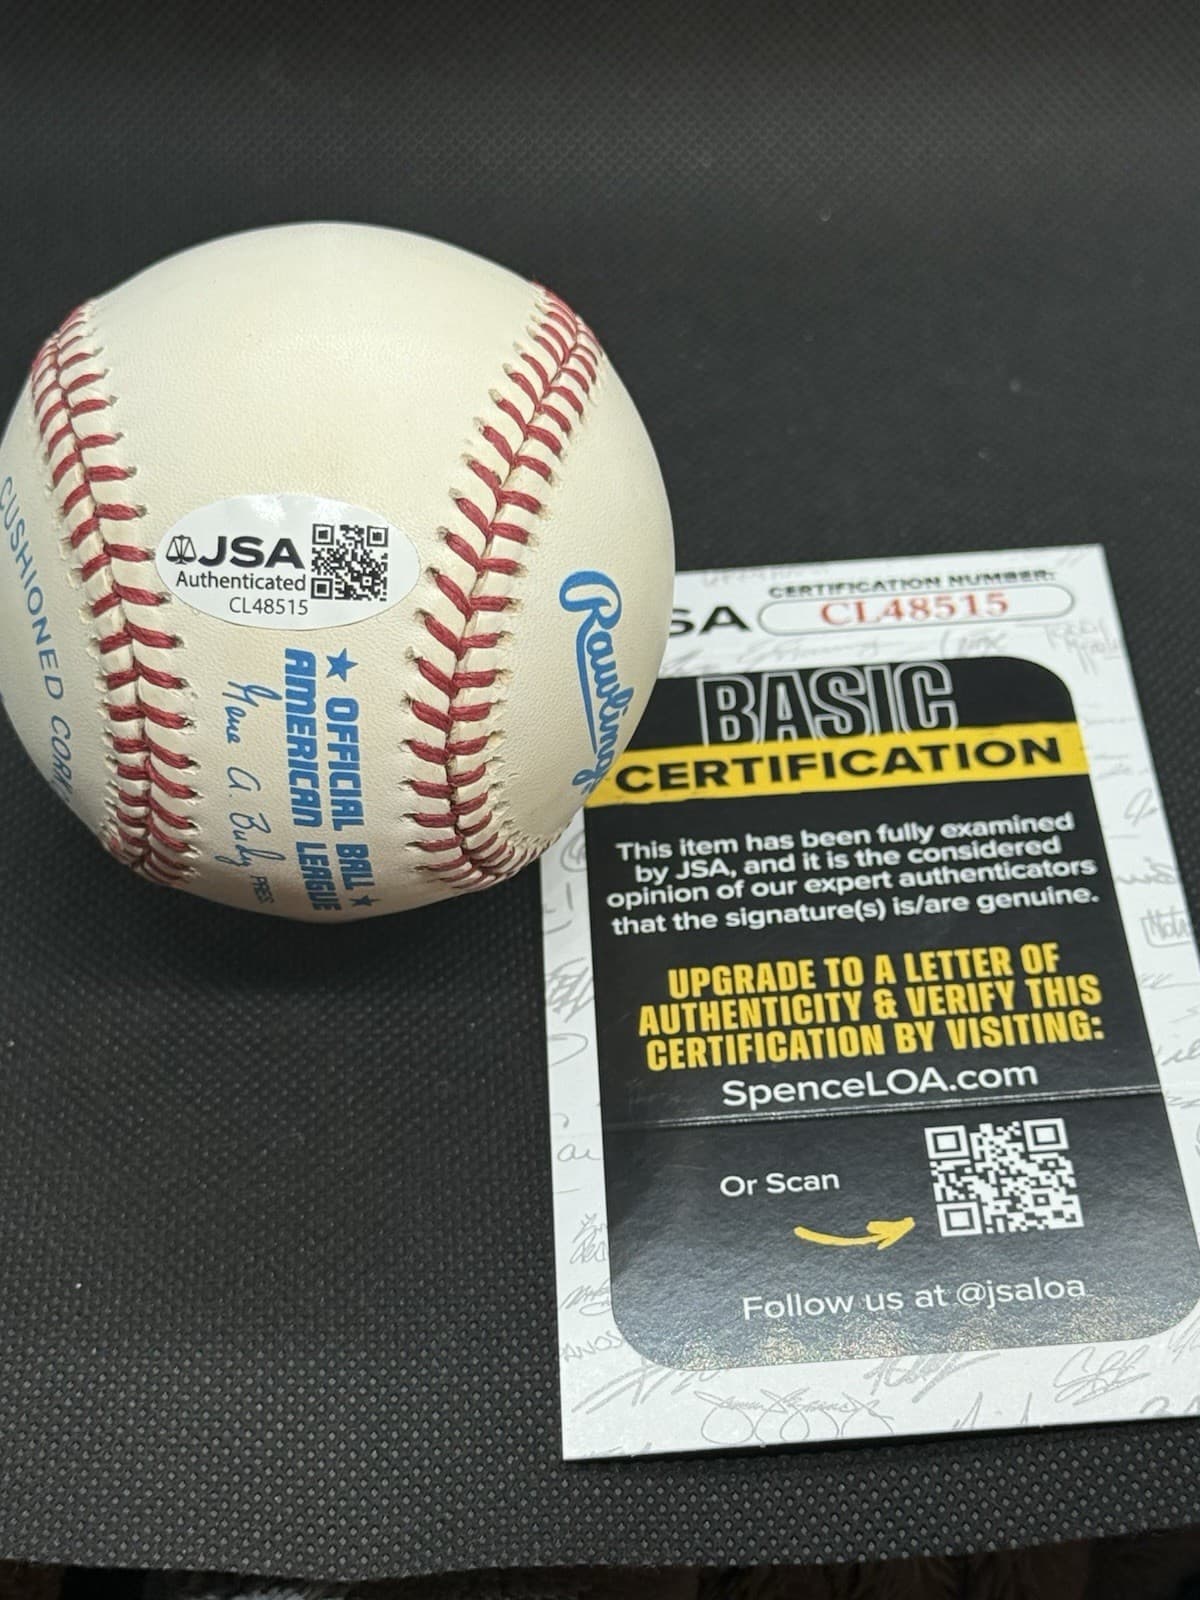 CUSHIONED CORK
JSA
Authenticated
CL48515
OFFICIAL BALL
AMERICAN LEAGUE
Gene A. Budig PRES.
Rawlings
SA
CERTIFICATION NUMBER:
CL48515
BASIC
CERTIFICATION
This item has been fully examined
by JSA, and it is the considered
opinion of our expert authenticators
that the signature(s) is/are genuine.
UPGRADE TO A LETTER OF
AUTHENTICITY & VERIFY THIS
CERTIFICATION BY VISITING:
SpenceLOA.com
Or Scan
Follow us at @jsaloa